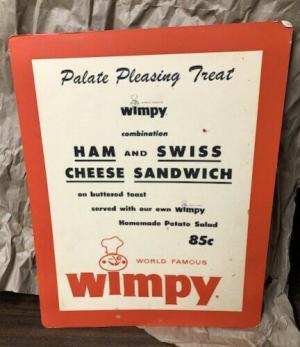 Palate Pleasing Treat
wimpy
combination
HAM AND SWISS
CHEESE SANDWICH
on buttered toast
served with our own wimpy
Homemade Potato Salad
85c
WORLD FAMOUS
wimpy